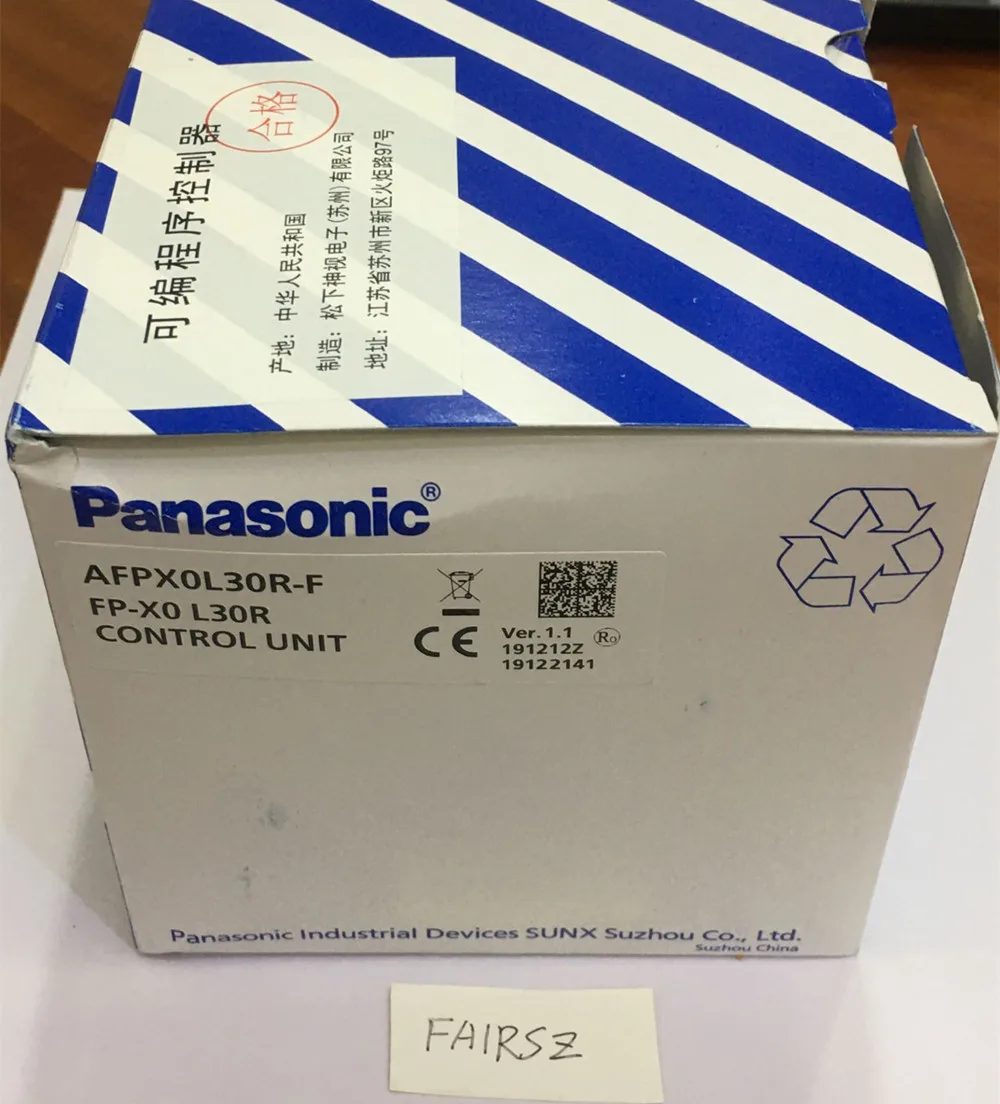 合格
可编程序控制器
产地：中华人民共和国
制造：松下神视电子(苏州)有限公司
地址：江苏省苏州市新区火炬路97号
Panasonic®
AFPX0L30R-F
FP-X0 L30R
CONTROL UNIT
CE
Ver.1.1 Ro
191212Z
19122141
Panasonic Industrial Devices SUNX Suzhou Co., Ltd.
Suzhou China
FAIRSZ